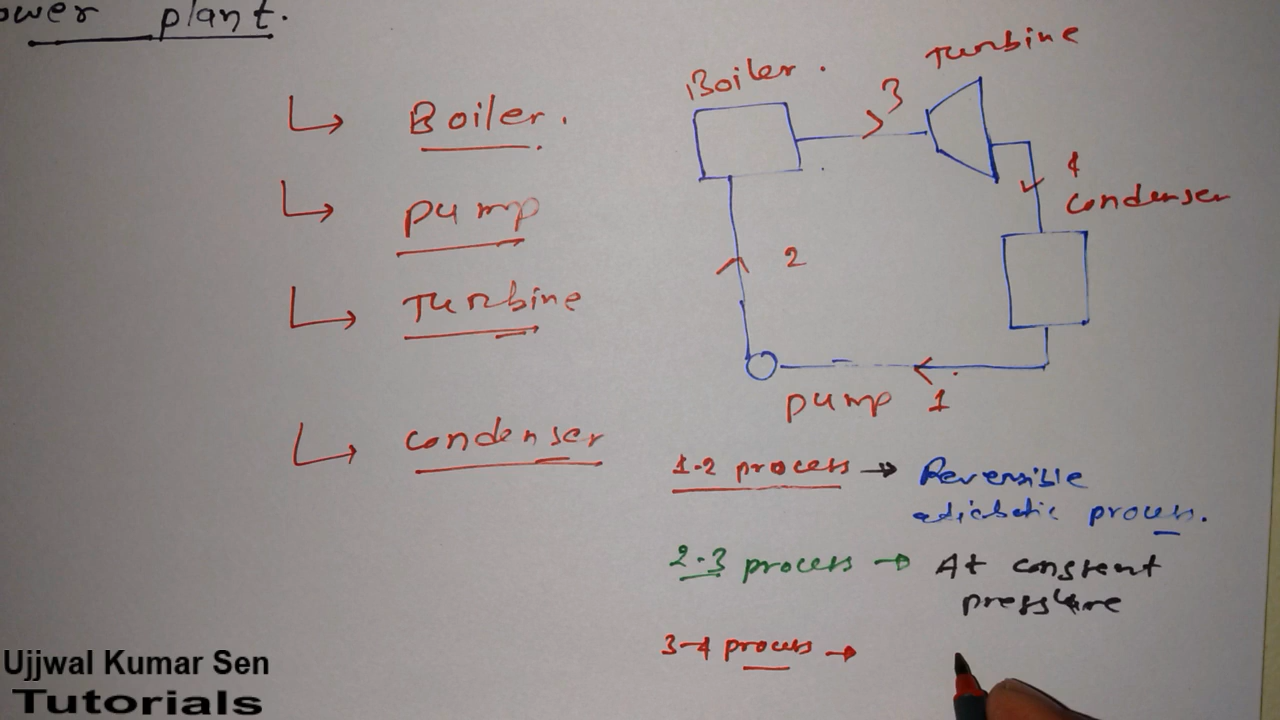 ower plant.
Boiler.
pump
Turbine
condenser
Boiler.
3
Turbine
4
condenser
2
pump 1
1-2 process → Reversible
adiabatic process.
2-3 process → At constant
pressure
3-4 process →
Ujjwal Kumar Sen
Tutorials